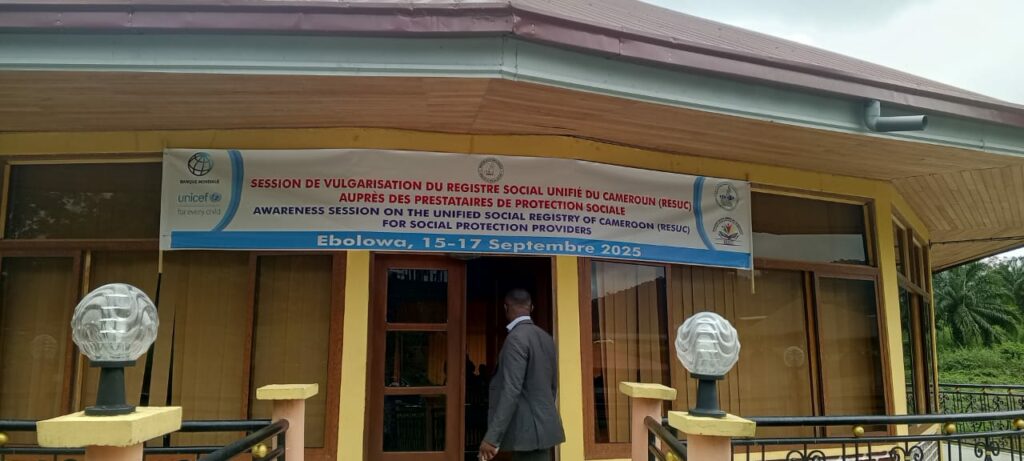 BANQUE MONDIALE
unicef
for every child
SESSION DE VULGARISATION DU REGISTRE SOCIAL UNIFIÉ DU CAMEROUN (RESUC)
AUPRÈS DES PRESTATAIRES DE PROTECTION SOCIALE
AWARENESS SESSION ON THE UNIFIED SOCIAL REGISTRY OF CAMEROON (RESUC)
FOR SOCIAL PROTECTION PROVIDERS
Ebolowa, 15-17 Septembre 2025